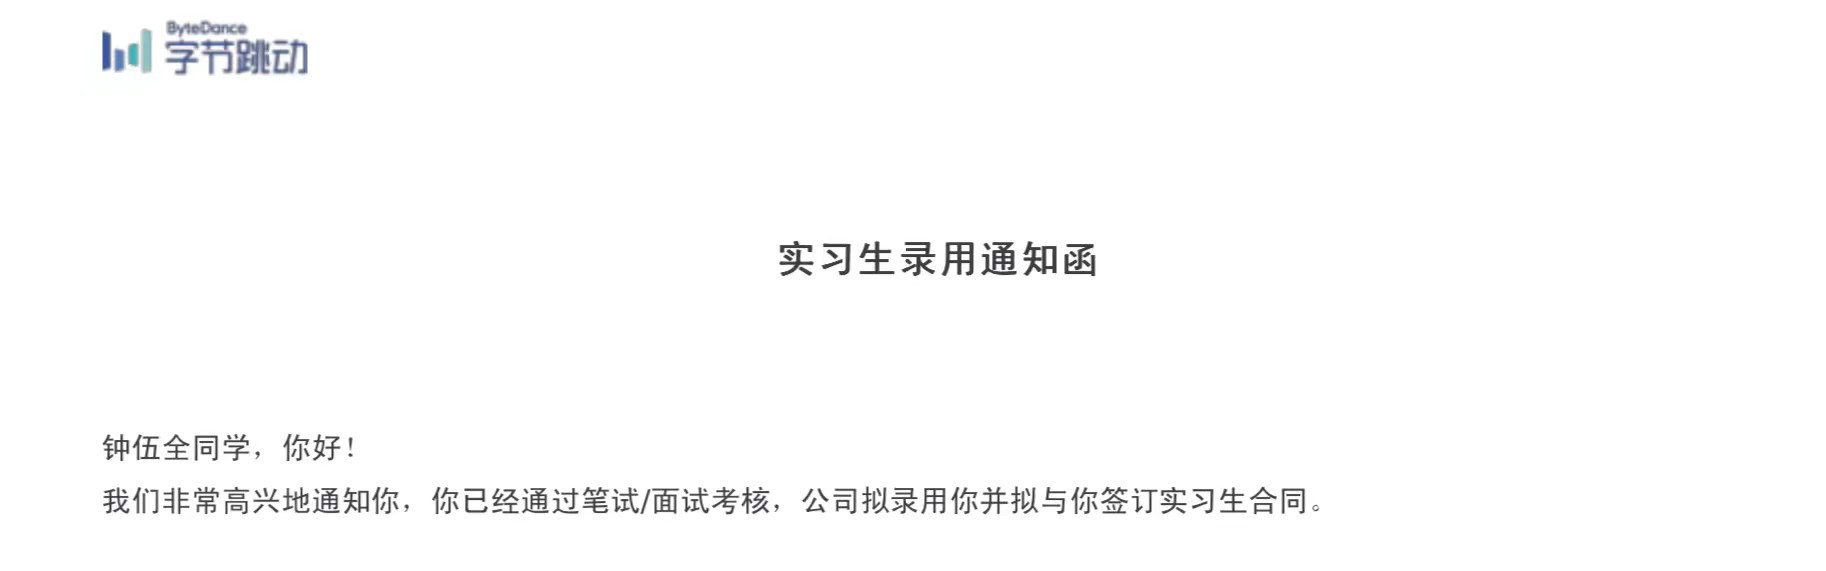 ByteDance
字节跳动
实习生录用通知函
钟伍全同学，你好！
我们非常高兴地通知你，你已经通过笔试/面试考核，公司拟录用你并拟与你签订实习生合同。